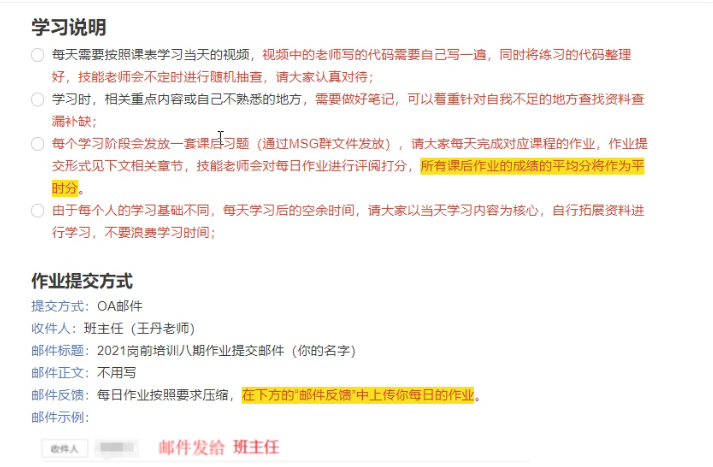 学习说明
每天需要按照课表学习当天的视频，视频中的老师写的代码需要自己写一遍，同时将练习的代码整理
好，技能老师会不定时进行随机抽查，请大家认真对待；
学习时，相关重点内容或自己不熟悉的地方，需要做好笔记，可以着重针对自我不足的地方查找资料查
漏补缺；
每个学习阶段会发放一套课后习题（通过MSG群文件发放），请大家每天完成对应课程的作业，作业提
交形式见下文相关章节，技能老师会对每日作业进行评阅打分，所有课后作业的成绩的平均分将作为平
时分。
由于每个人的学习基础不同，每天学习后的空余时间，请大家以当天学习内容为核心，自行拓展资料进
行学习，不要浪费学习时间；
作业提交方式
提交方式：OA邮件
收件人：班主任（王丹老师）
邮件标题：2021岗前培训八期作业提交邮件（你的名字）
邮件正文：不用写
邮件反馈：每日作业按照要求压缩，在下方的“邮件反馈”中上传你每日的作业。
邮件示例：
收件人 邮件发给 班主任